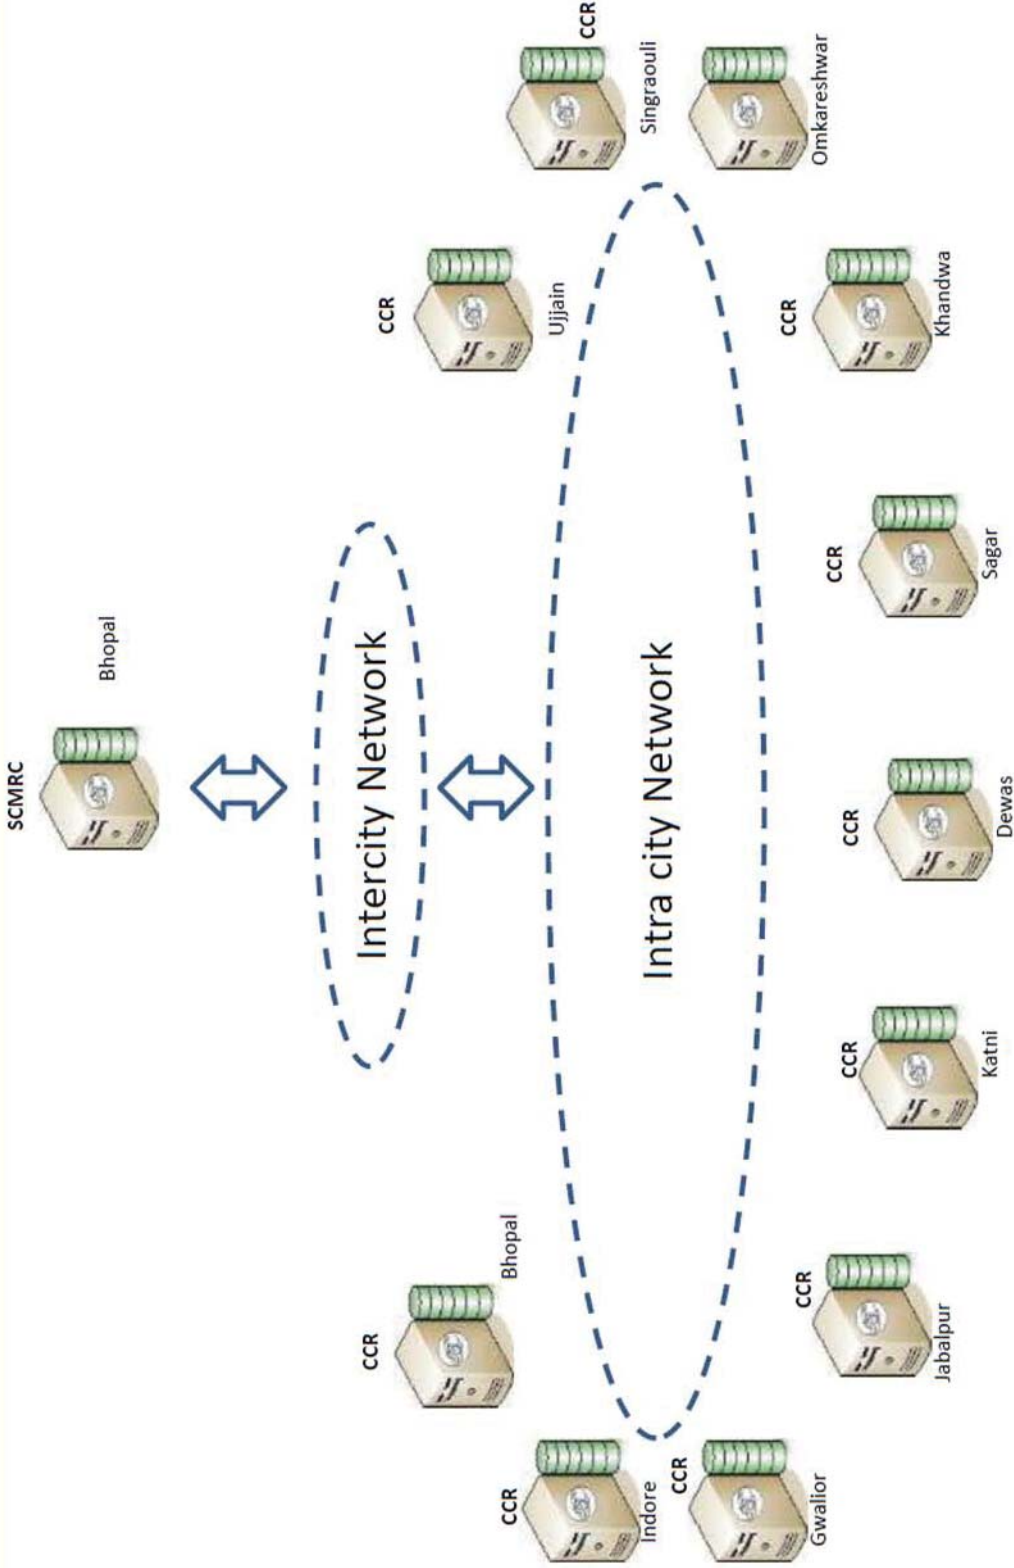 SCMRC
Bhopal
CCR
Intercity Network
CCR
CCR
Bhopal
Ujjain
CCR
Indore
Singraouli
Intra city Network
CCR
CCR
CCR
Gwalior
Omkareshwar
CCR
CCR
CCR
Jabalpur
Khandwa
Katni
Sagar
Dewas